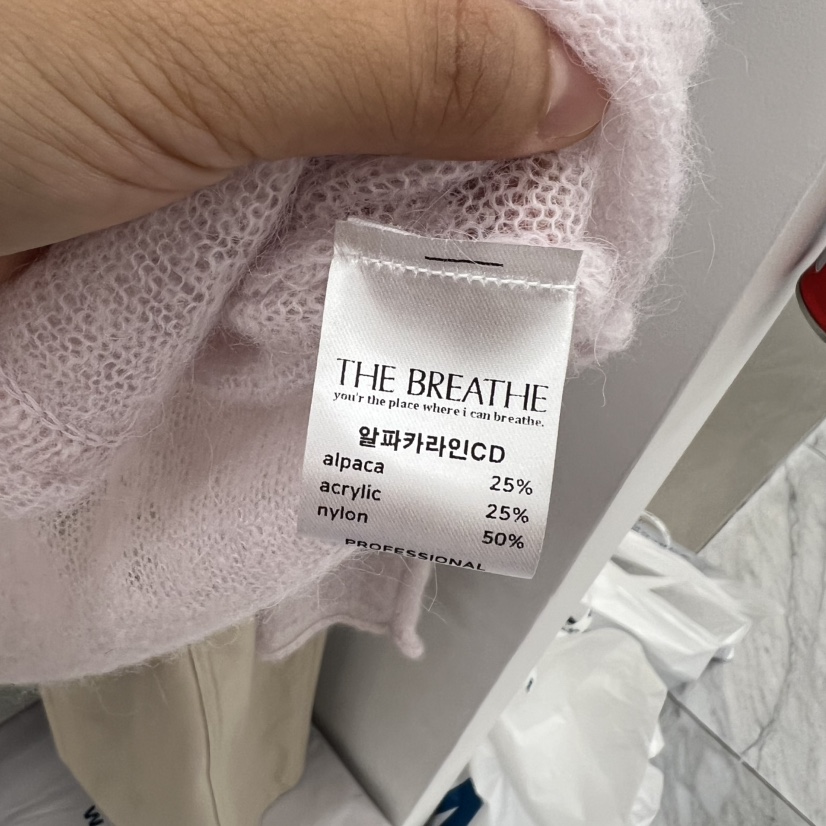 THE BREATHE
you'r the place where i can breathe.
알파카라인CD
alpaca 25%
acrylic 25%
nylon 50%
PROFESSIONAL